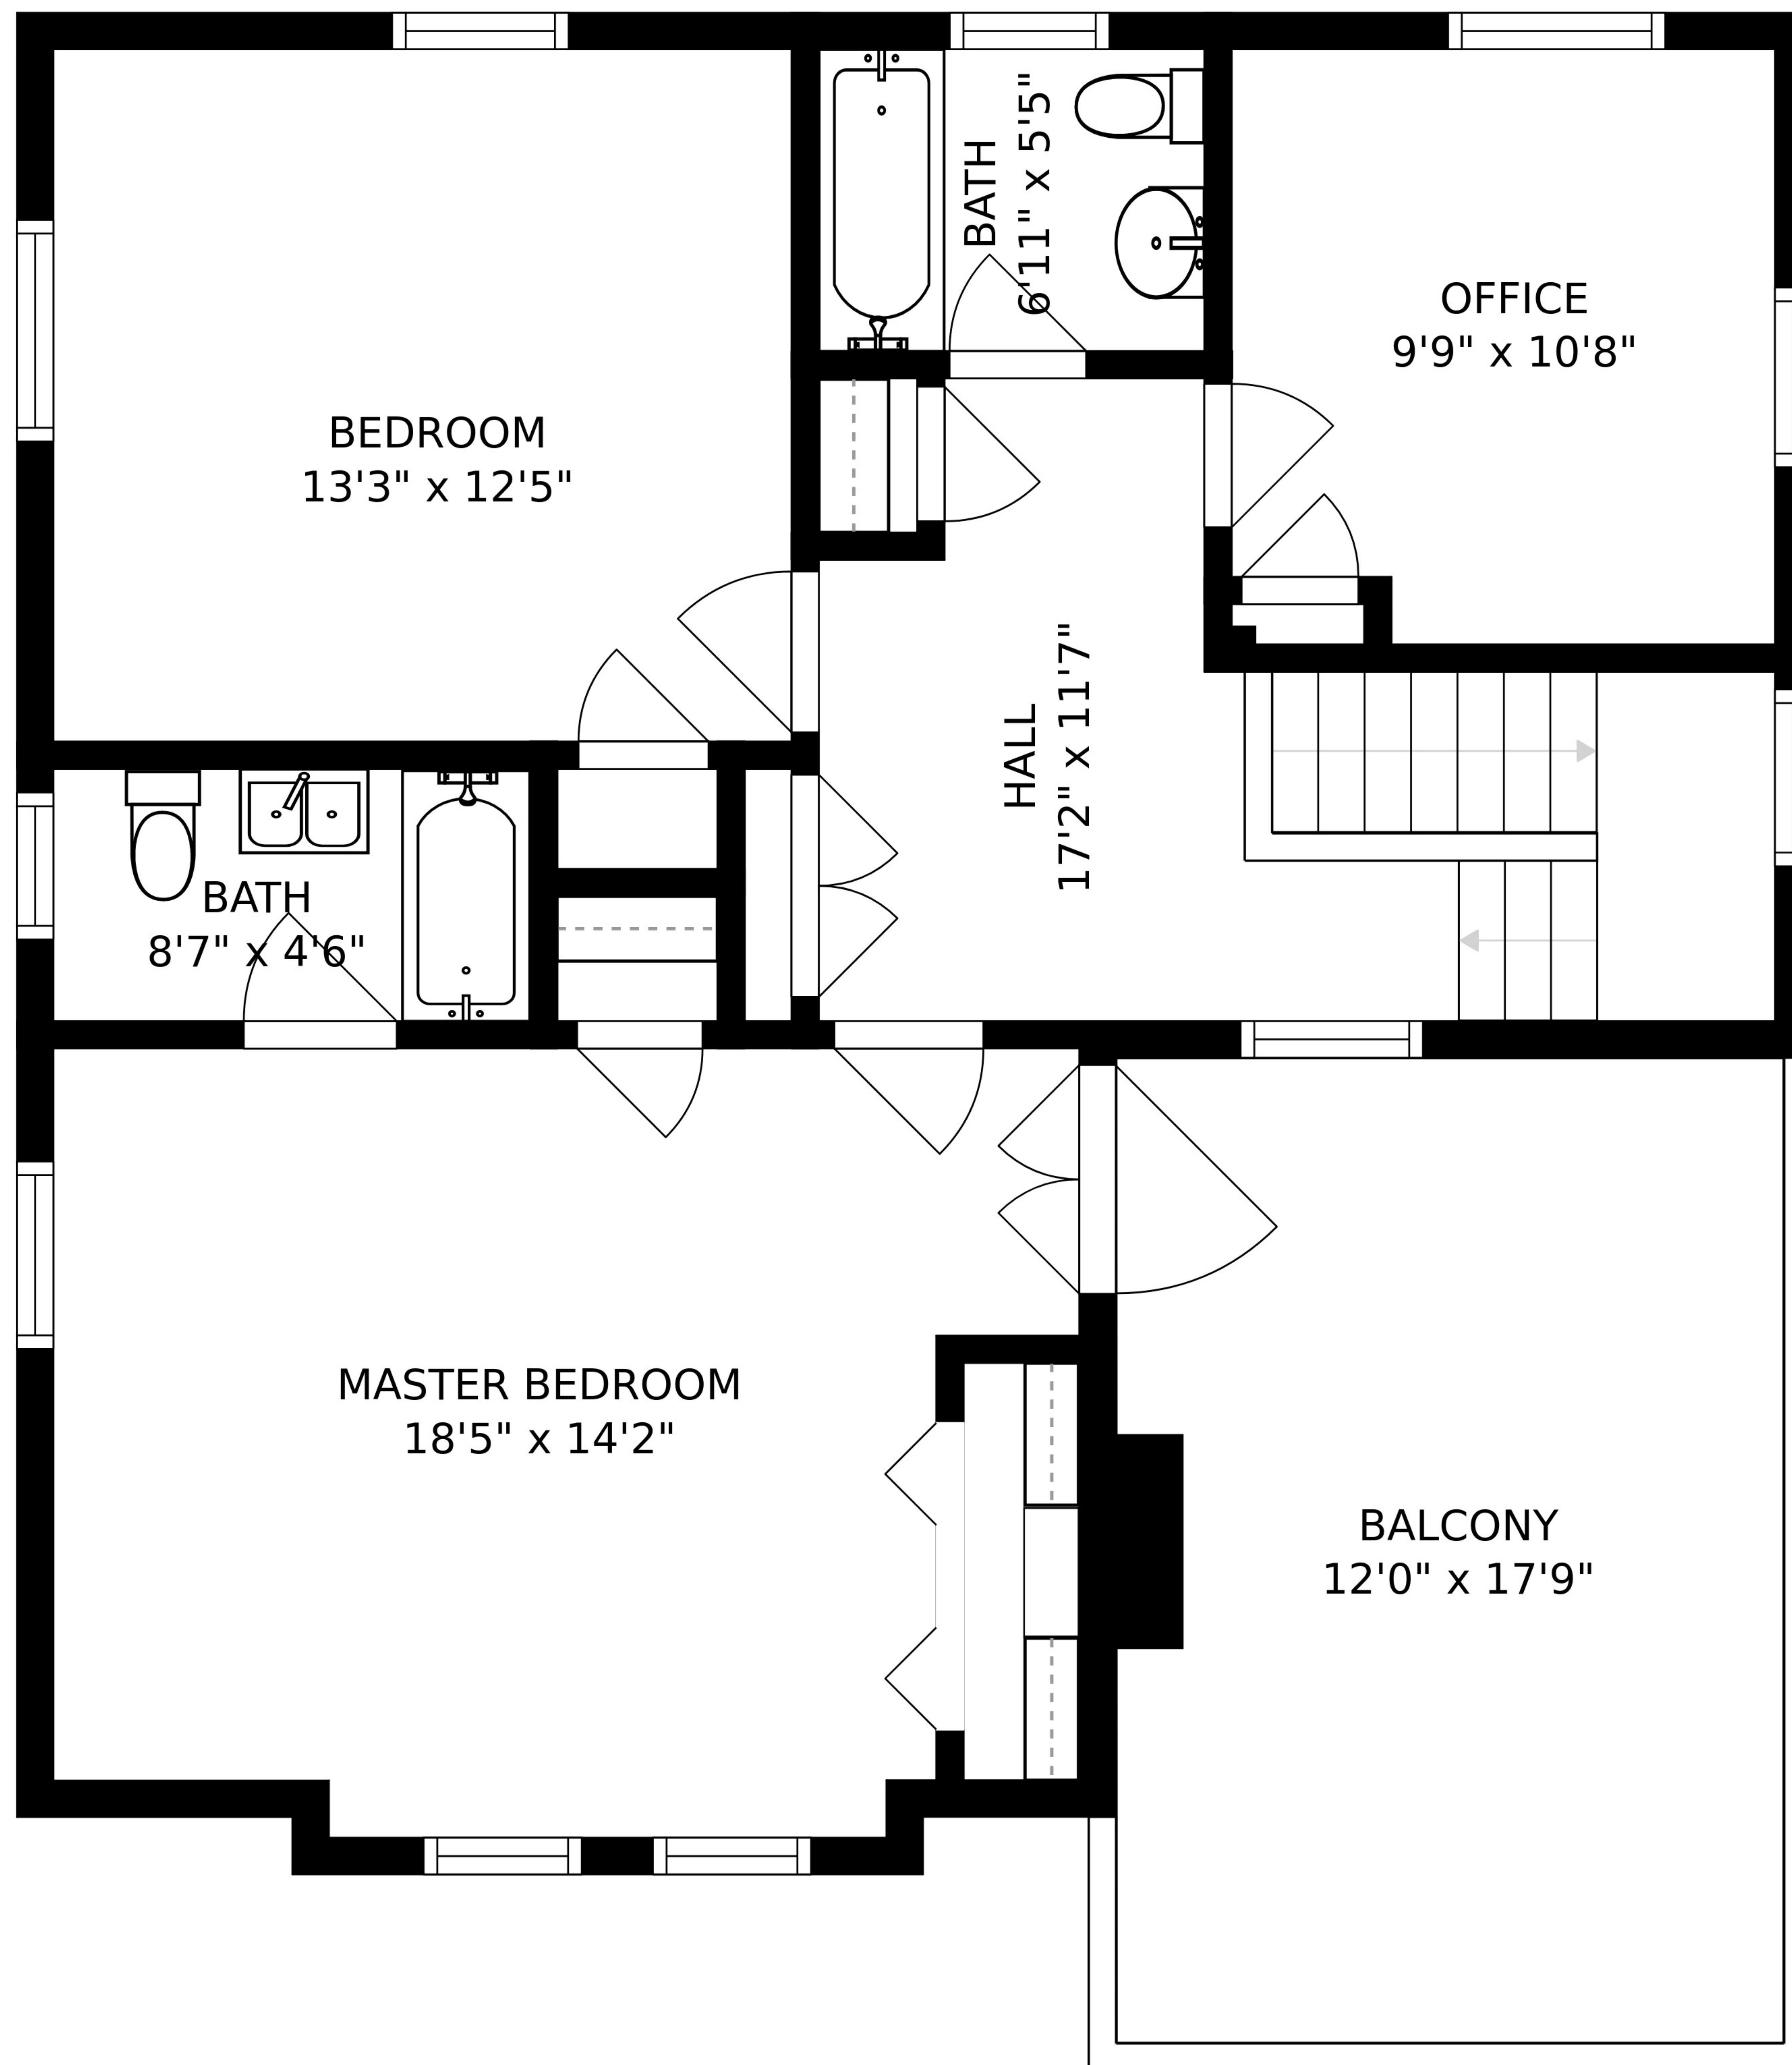 BATH
6'11" x 5'5"
OFFICE
9'9" x 10'8"
BEDROOM
13'3" x 12'5"
HALL
17'2" x 11'7"
BATH
8'7" x 4'6"
MASTER BEDROOM
18'5" x 14'2"
BALCONY
12'0" x 17'9"